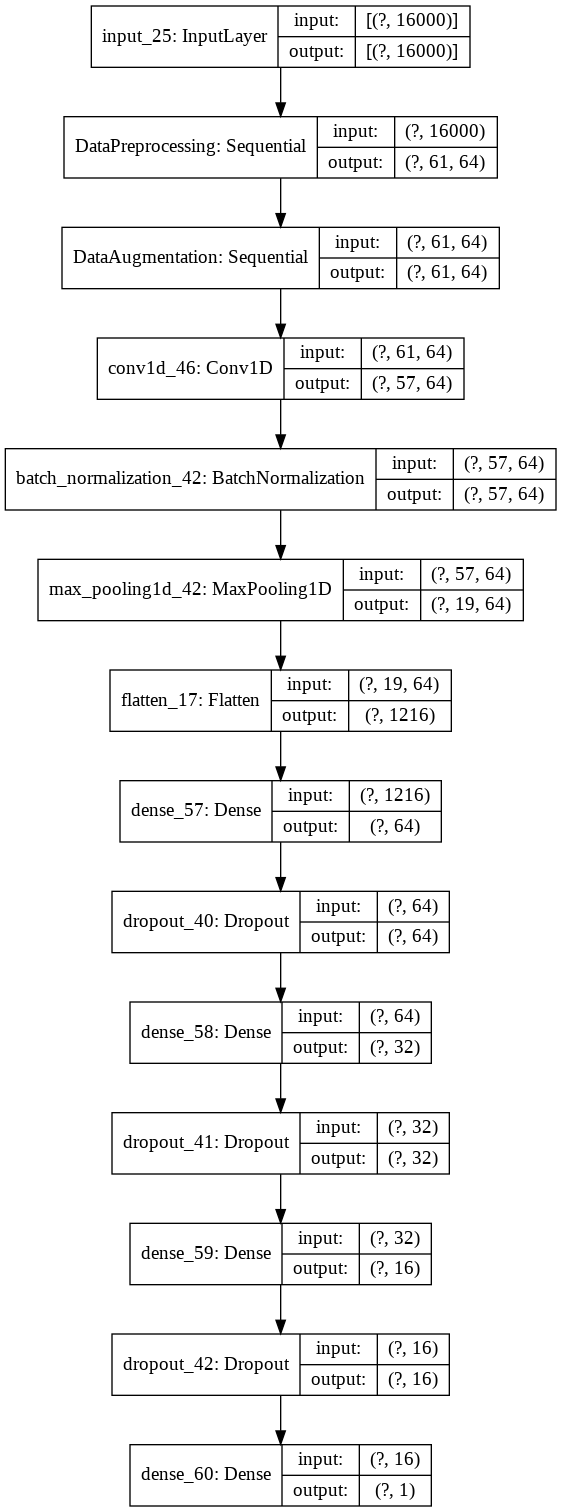 input_25: InputLayer
input: [(?, 16000)]
output: [(?, 16000)]
DataPreprocessing: Sequential
input: (?, 16000)
output: (?, 61, 64)
DataAugmentation: Sequential
input: (?, 61, 64)
output: (?, 61, 64)
conv1d_46: Conv1D
input: (?, 61, 64)
output: (?, 57, 64)
batch_normalization_42: BatchNormalization
input: (?, 57, 64)
output: (?, 57, 64)
max_pooling1d_42: MaxPooling1D
input: (?, 57, 64)
output: (?, 19, 64)
flatten_17: Flatten
input: (?, 19, 64)
output: (?, 1216)
dense_57: Dense
input: (?, 1216)
output: (?, 64)
dropout_40: Dropout
input: (?, 64)
output: (?, 64)
dense_58: Dense
input: (?, 64)
output: (?, 32)
dropout_41: Dropout
input: (?, 32)
output: (?, 32)
dense_59: Dense
input: (?, 32)
output: (?, 16)
dropout_42: Dropout
input: (?, 16)
output: (?, 16)
dense_60: Dense
input: (?, 16)
output: (?, 1)